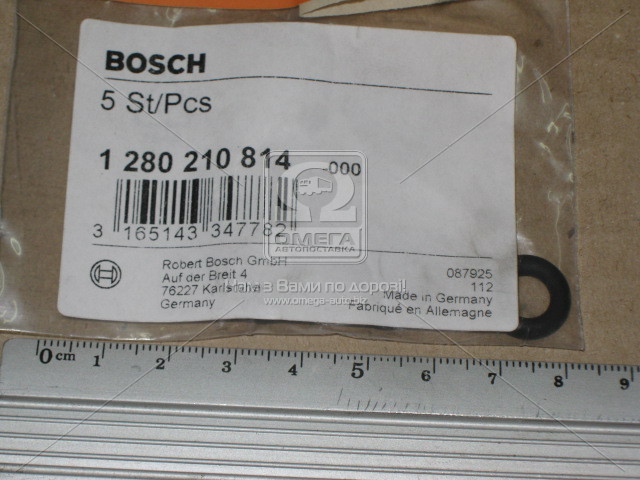 BOSCH
5 St/Pcs
1 280 210 814 -000
3 165143 347782
ОМЕГА
АВТОПОСТАВКА
Robert Bosch GmbH
Auf der Breit 4
76227 Karlsruhe
Germany
087925
112
Made in Germany
Fabriqué en Allemagne
Нам з Вами по дорозі!
www.omega-auto.biz
0 cm 1 2 3 4 5 6 7 8 9